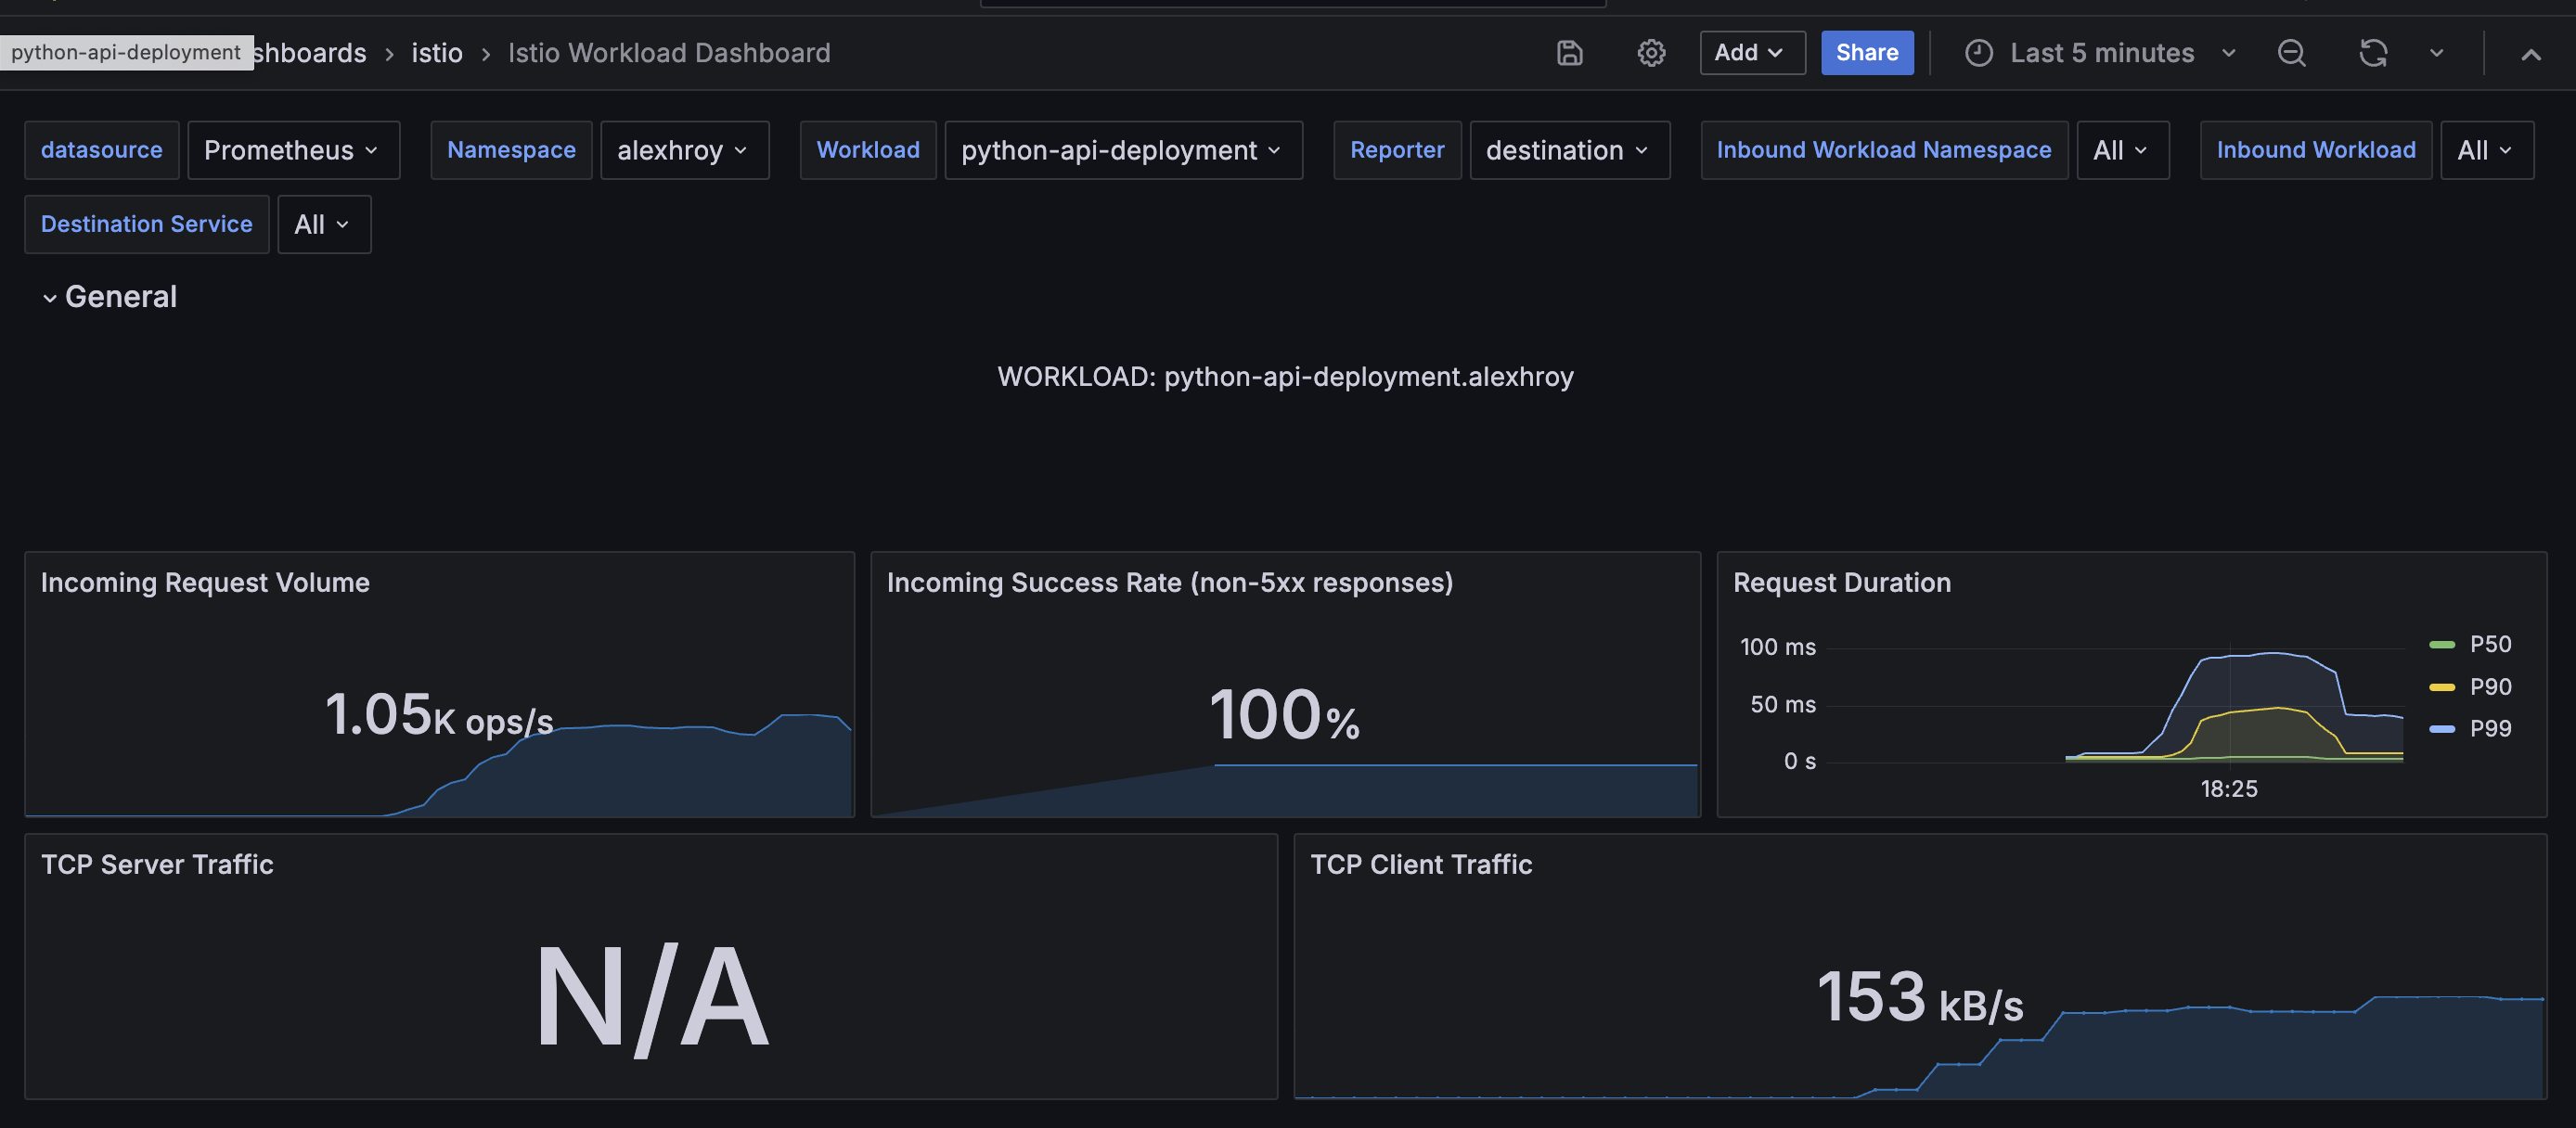 python-api-deployment shboards › istio › Istio Workload Dashboard Add Share Last 5 minutes
datasource Prometheus Namespace alexhroy Workload python-api-deployment Reporter destination Inbound Workload Namespace All Inbound Workload All
Destination Service All
General
WORKLOAD: python-api-deployment.alexhroy
Incoming Request Volume
1.05K ops/s
Incoming Success Rate (non-5xx responses)
100%
Request Duration
100 ms
50 ms
0 s
18:25
P50
P90
P99
TCP Server Traffic
N/A
TCP Client Traffic
153 kB/s